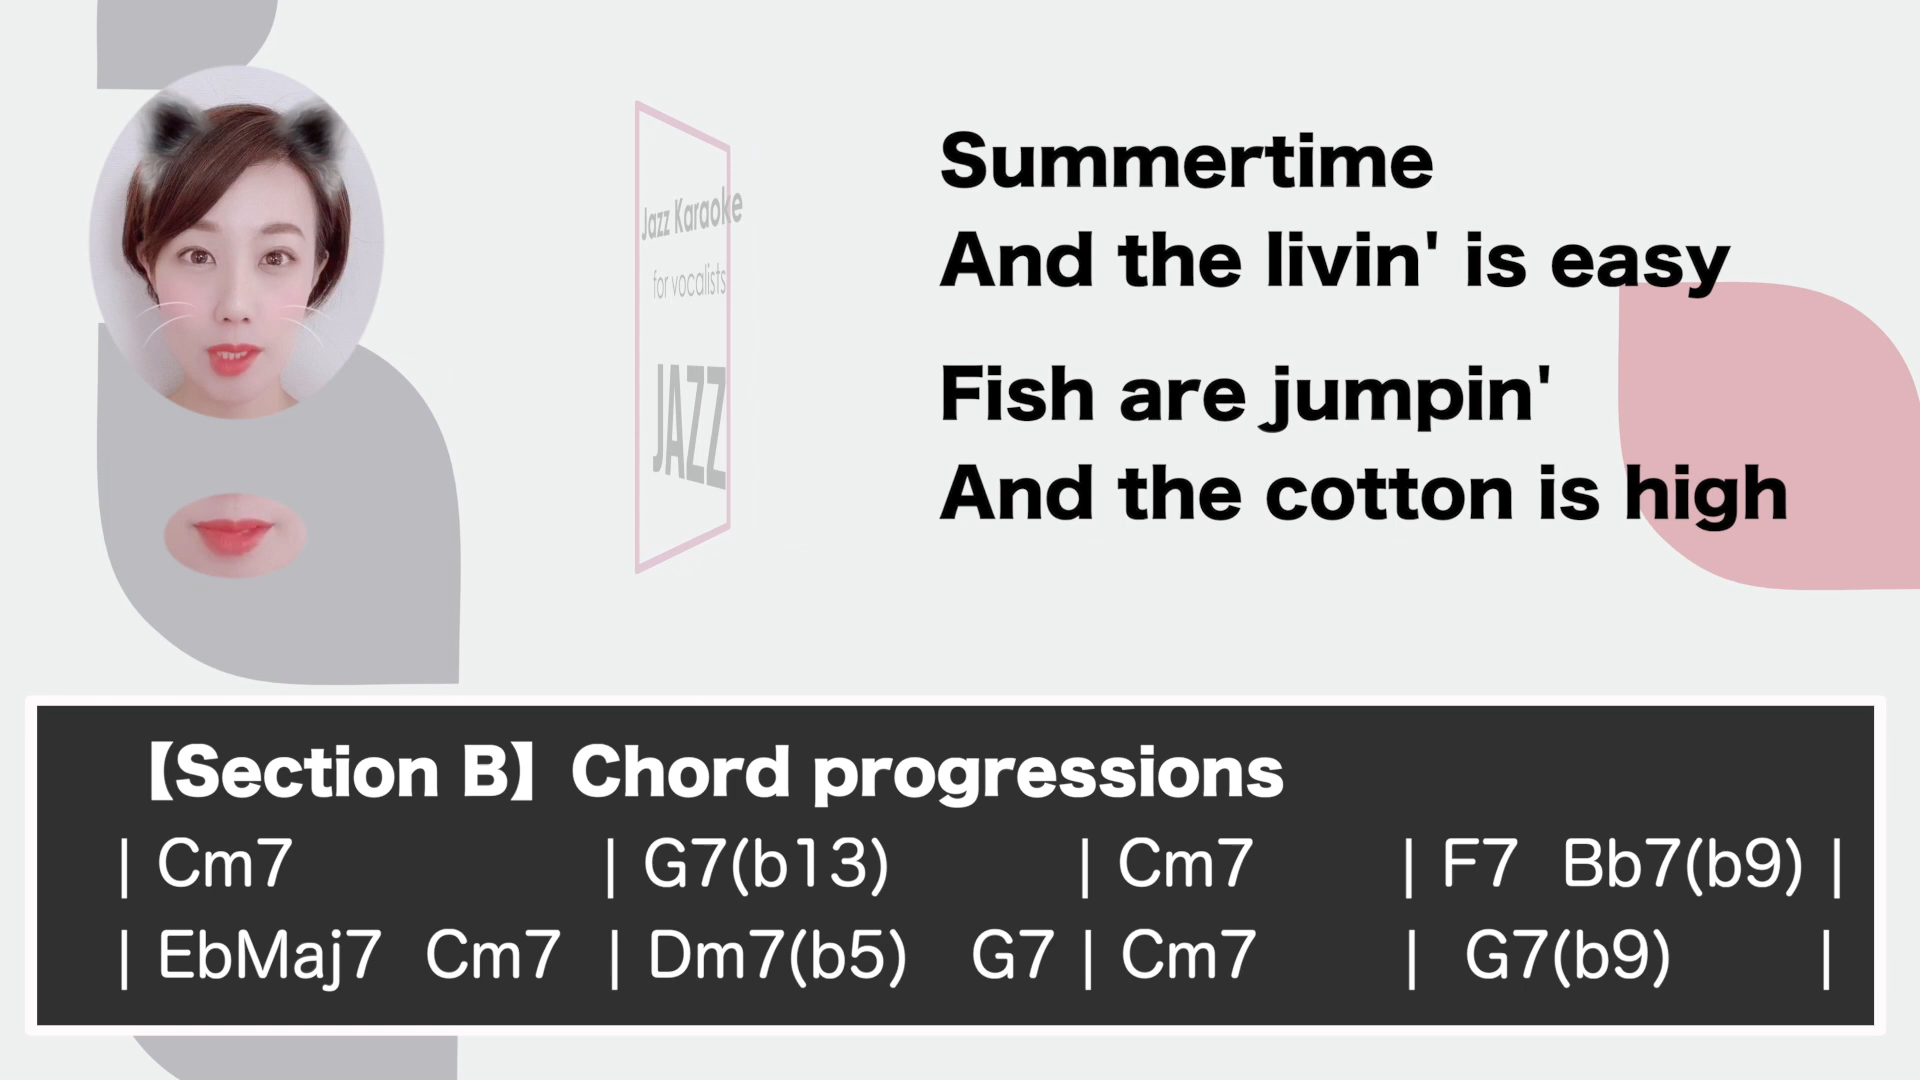 Jazz Karaoke
for vocalists
JAZZ
Summertime
And the livin' is easy
Fish are jumpin'
And the cotton is high
【Section B】Chord progressions
| Cm7 | G7(b13) | Cm7 | F7 Bb7(b9) |
| EbMaj7 Cm7 | Dm7(b5) G7 | Cm7 | G7(b9) |